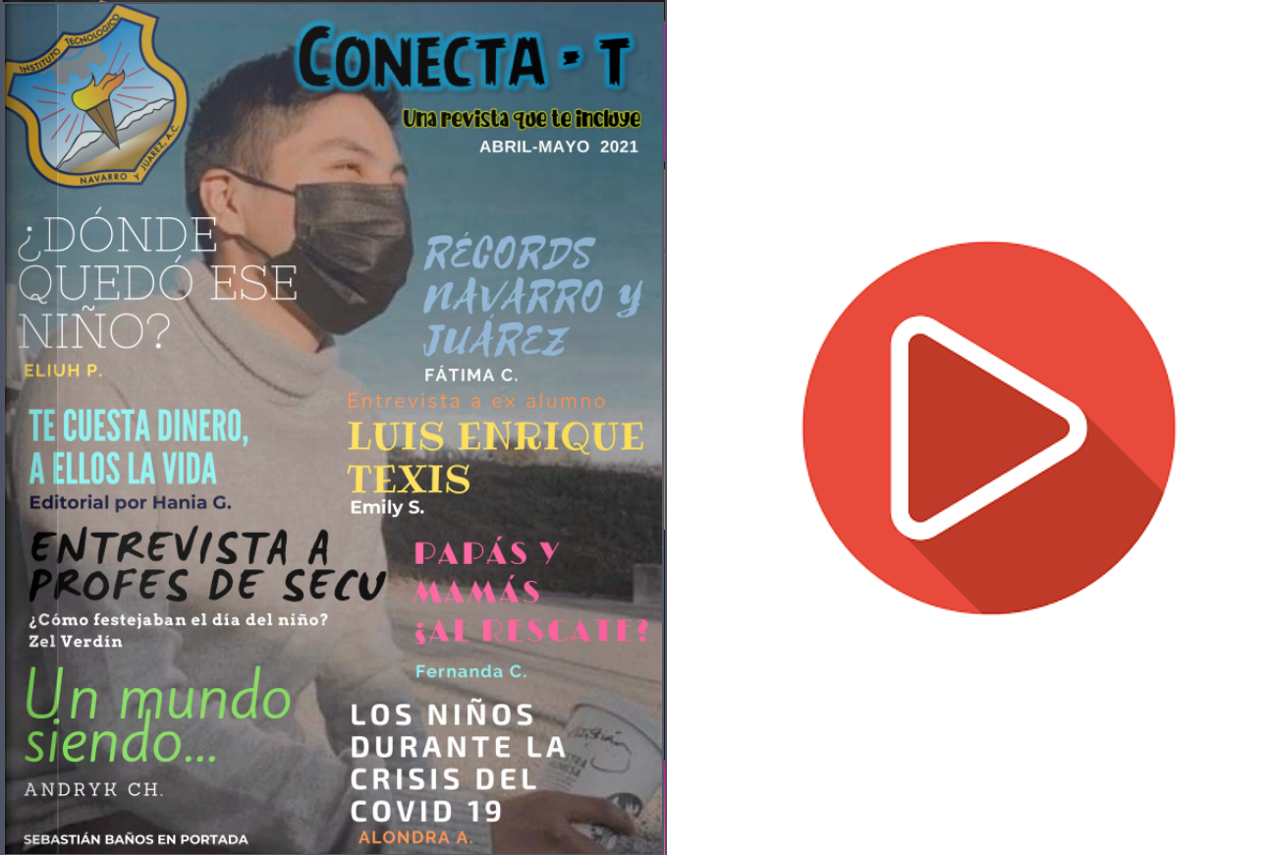 INSTITUTO TECNOLOGICO
NAVARRO Y JUAREZ, A.C.
CONECTA - T
Una revista que te incluye
ABRIL-MAYO 2021
¿DÓNDE
QUEDÓ ESE
NIÑO?
ELIUH P.
RÉCORDS
NAVARRO Y
JUÁREZ
FÁTIMA C.
TE CUESTA DINERO,
A ELLOS LA VIDA
Editorial por Hania G.
Entrevista a ex alumno
LUIS ENRIQUE
TEXIS
Emily S.
ENTREVISTA A
PROFES DE SECU
¿Cómo festejaban el día del niño?
Zel Verdín
PAPÁS Y
MAMÁS
¿AL RESCATE?
Fernanda C.
Un mundo
siendo...
ANDRYK CH.
LOS NIÑOS
DURANTE LA
CRISIS DEL
COVID 19
ALONDRA A.
SEBASTIÁN BAÑOS EN PORTADA